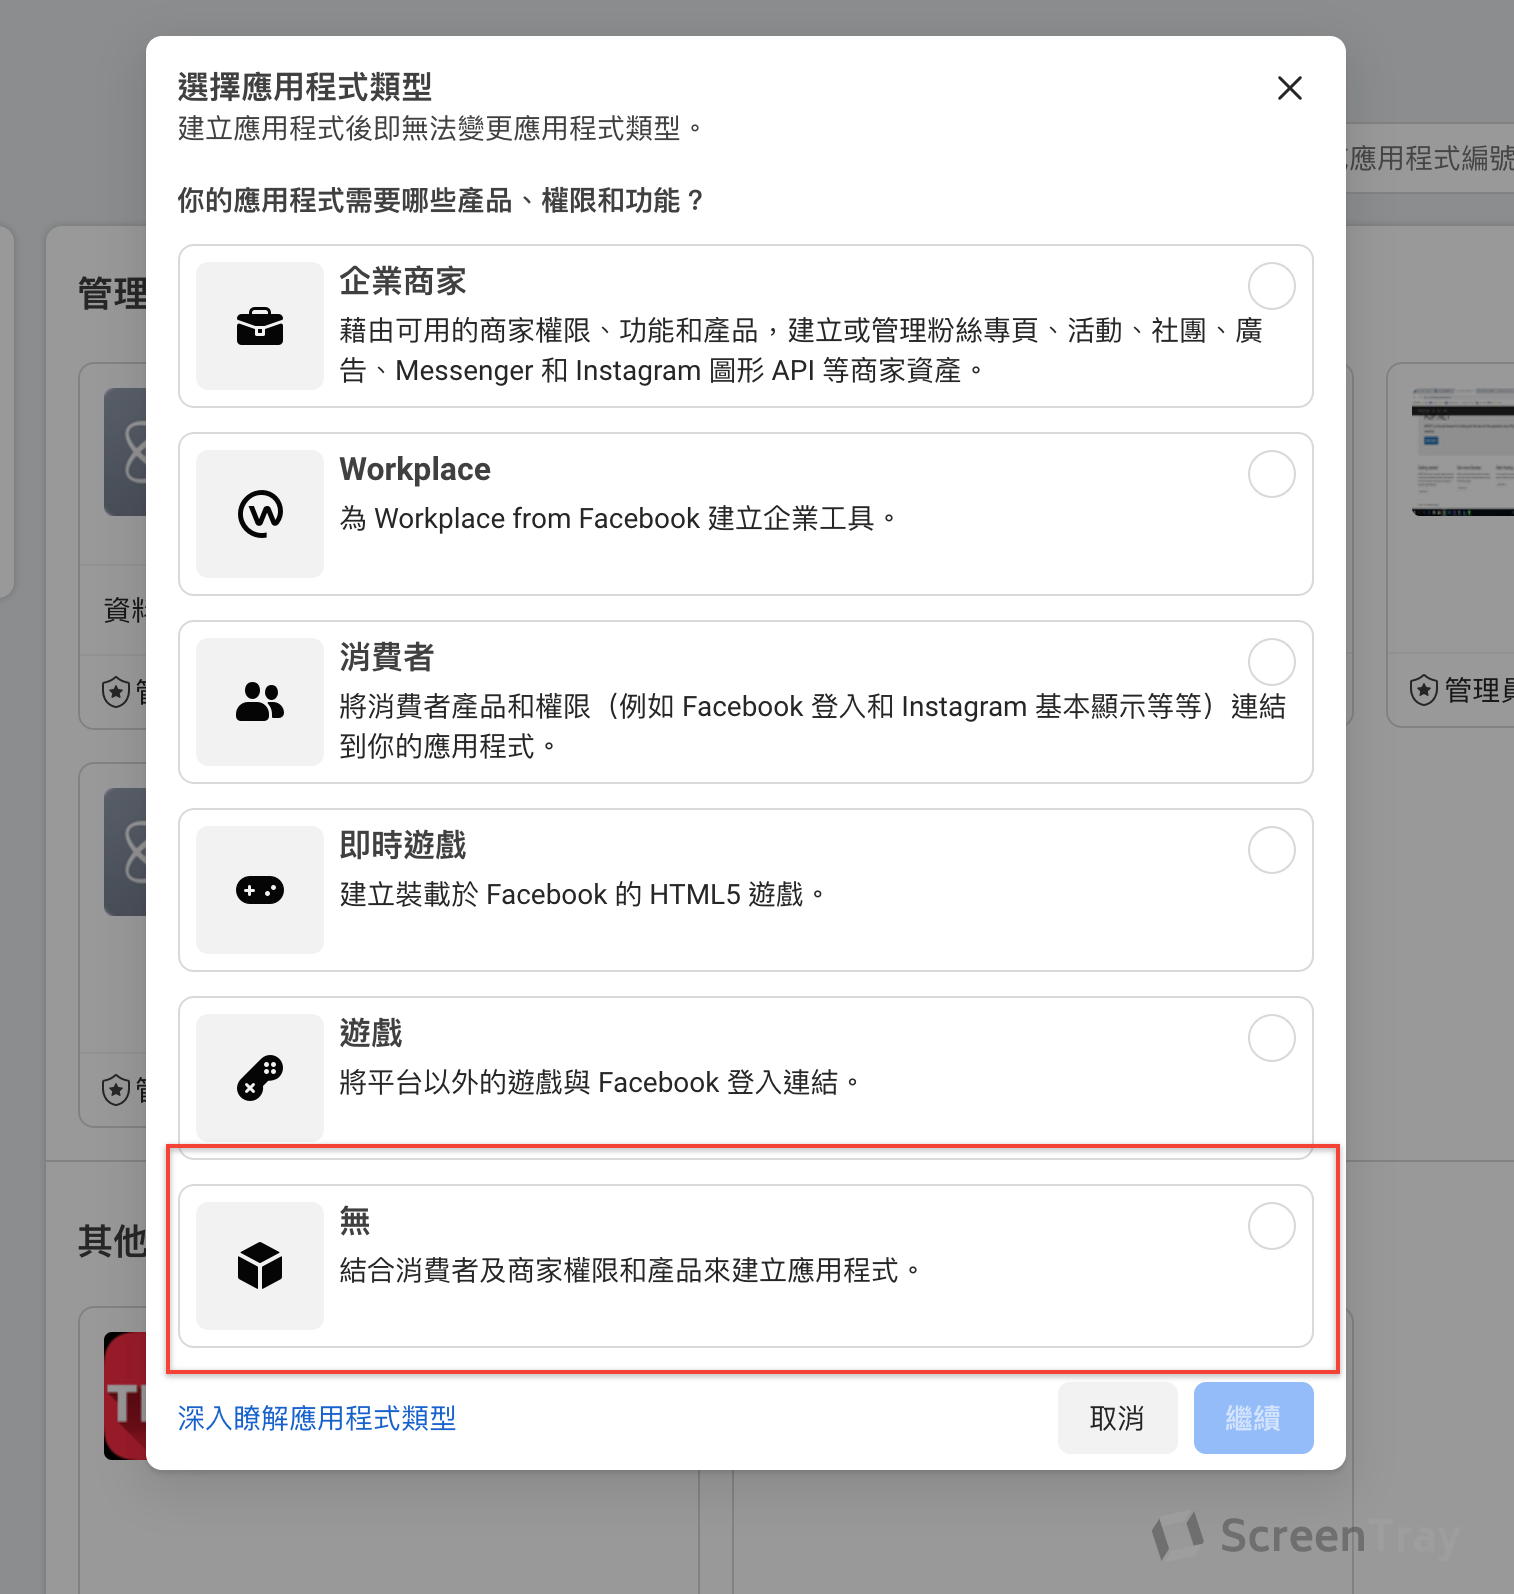 選擇應用程式類型
建立應用程式後即無法變更應用程式類型。
應用程式編號
你的應用程式需要哪些產品、權限和功能？
管理
企業商家
藉由可用的商家權限、功能和產品，建立或管理粉絲專頁、活動、社團、廣
告、Messenger 和 Instagram 圖形 API 等商家資產。
Workplace
為 Workplace from Facebook 建立企業工具。
資料
消費者
將消費者產品和權限（例如 Facebook 登入和 Instagram 基本顯示等等）連結
到你的應用程式。
管理員
即時遊戲
建立裝載於 Facebook 的 HTML5 遊戲。
遊戲
將平台以外的遊戲與 Facebook 登入連結。
其他
無
結合消費者及商家權限和產品來建立應用程式。
深入瞭解應用程式類型
取消
繼續
ScreenTray